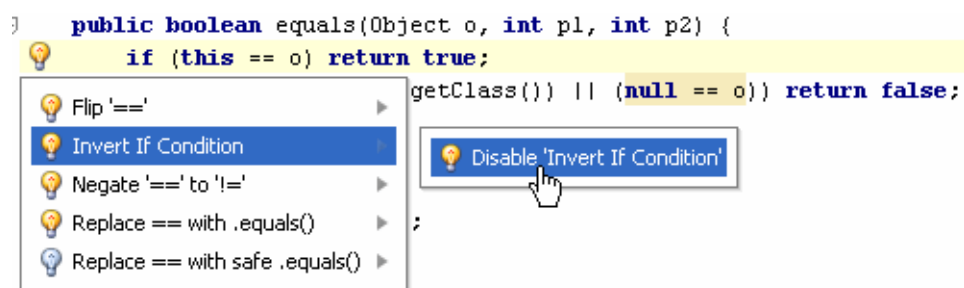 public boolean equals(Object o, int p1, int p2) {
if (this == o) return true;
getClass()) || (null == o)) return false;
Flip '=='
Invert If Condition
Disable 'Invert If Condition'
Negate '==' to '!='
Replace == with .equals()
;
Replace == with safe .equals()